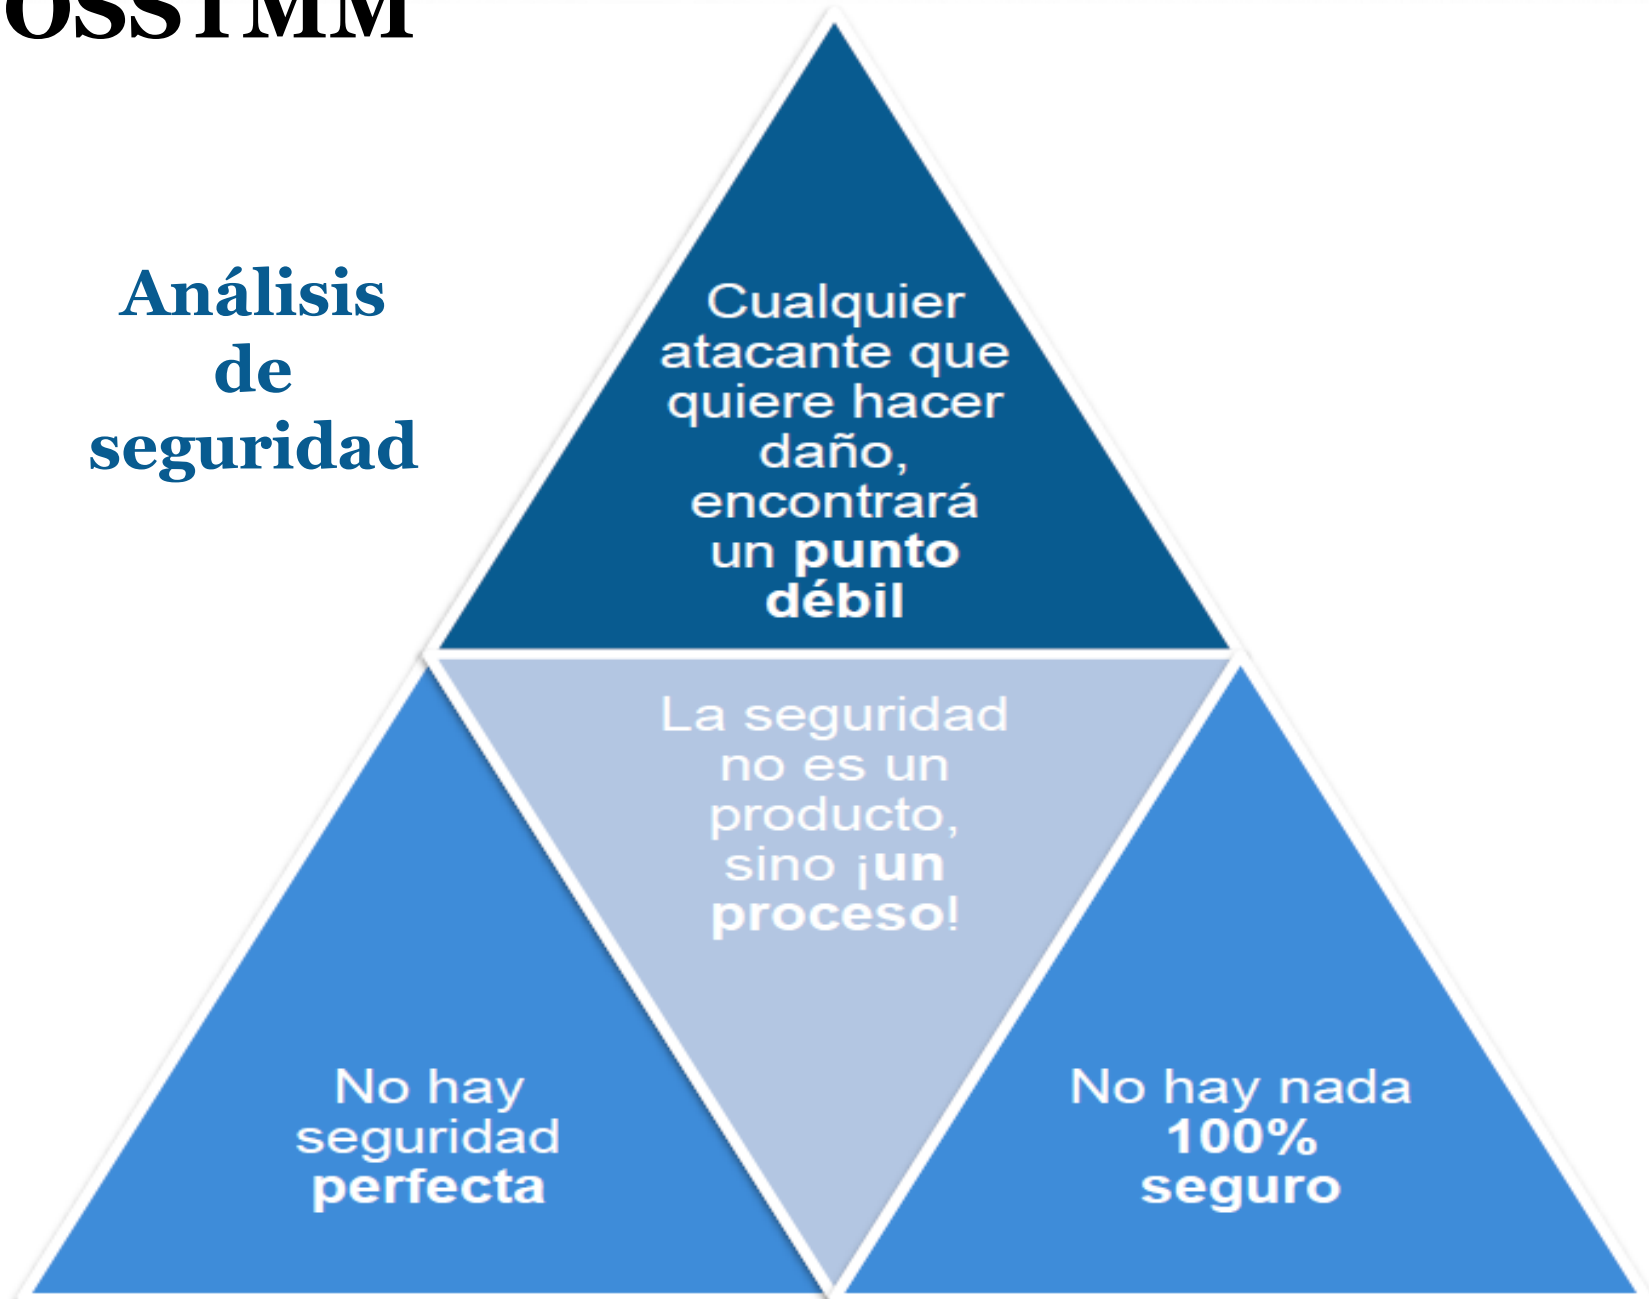 OSSTMM
Análisis
de
seguridad
Cualquier
atacante que
quiere hacer
daño,
encontrará
un punto
débil
La seguridad
no es un
producto,
sino ¡un
proceso!
No hay
seguridad
perfecta
No hay nada
100%
seguro